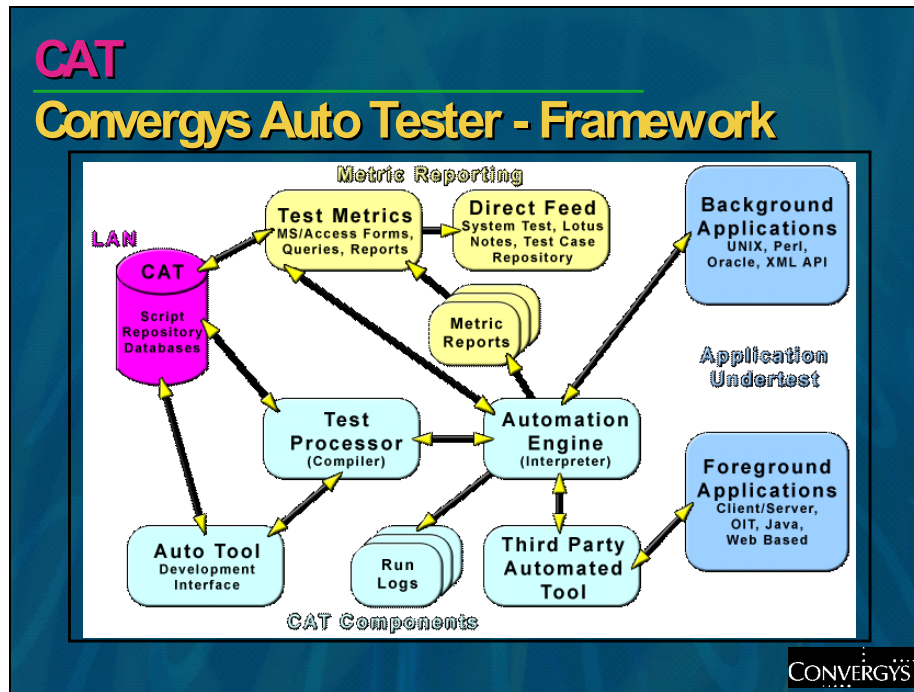 CAT
Convergys Auto Tester - Framework
Metric Reporting
Test Metrics
MS/Access Forms,
Queries, Reports
Direct Feed
System Test, Lotus
Notes, Test Case
Repository
Background
Applications
UNIX, Perl,
Oracle, XML API
LAN
CAT
Script
Repository
Databases
Metric
Reports
Application
Undertest
Test
Processor
(Compiler)
Automation
Engine
(Interpreter)
Foreground
Applications
Client/Server,
OIT, Java,
Web Based
Auto Tool
Development
Interface
Run
Logs
Third Party
Automated
Tool
CAT Components
CONVERGYS